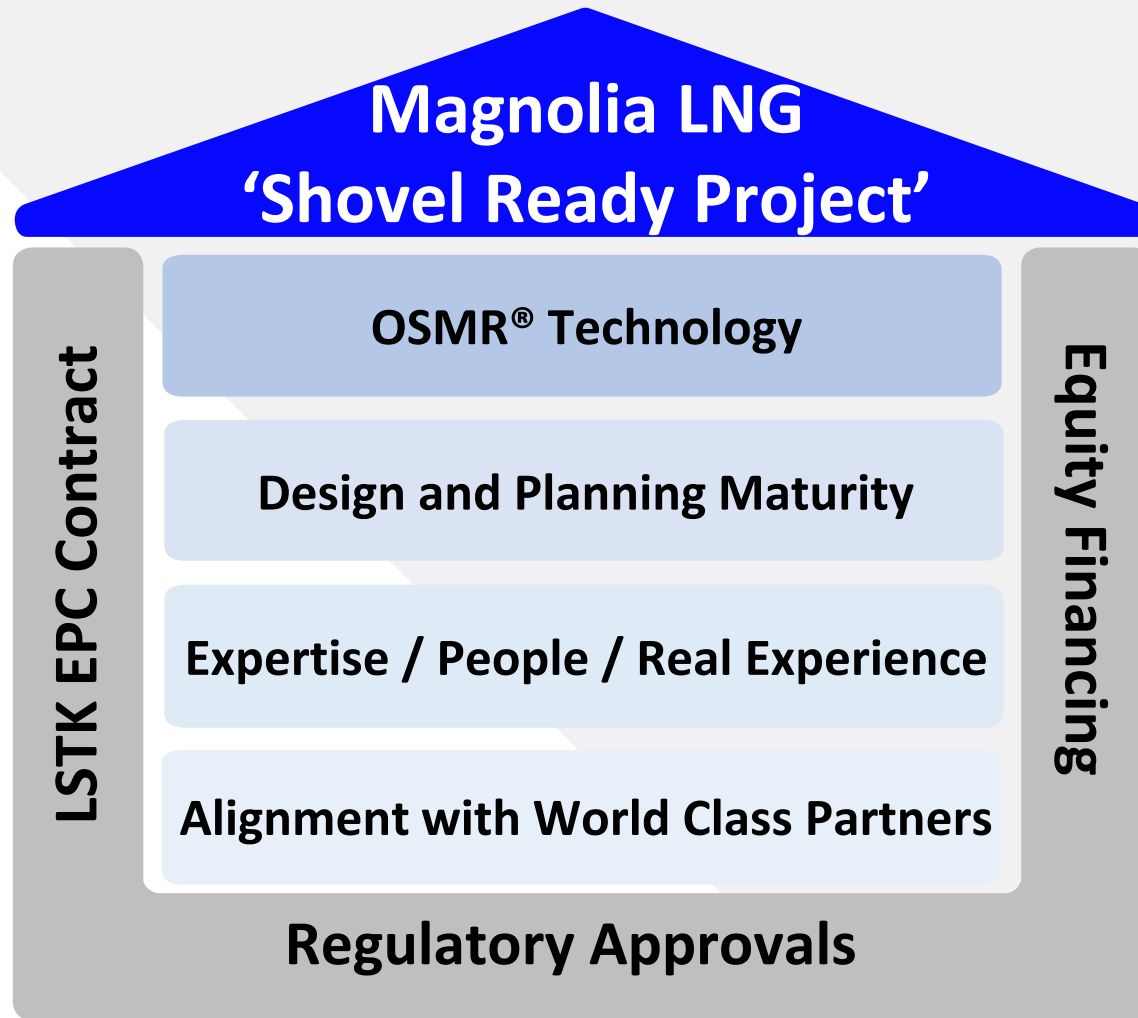 Magnolia LNG
‘Shovel Ready Project’
LSTK EPC Contract
OSMR® Technology
Design and Planning Maturity
Expertise / People / Real Experience
Alignment with World Class Partners
Equity Financing
Regulatory Approvals